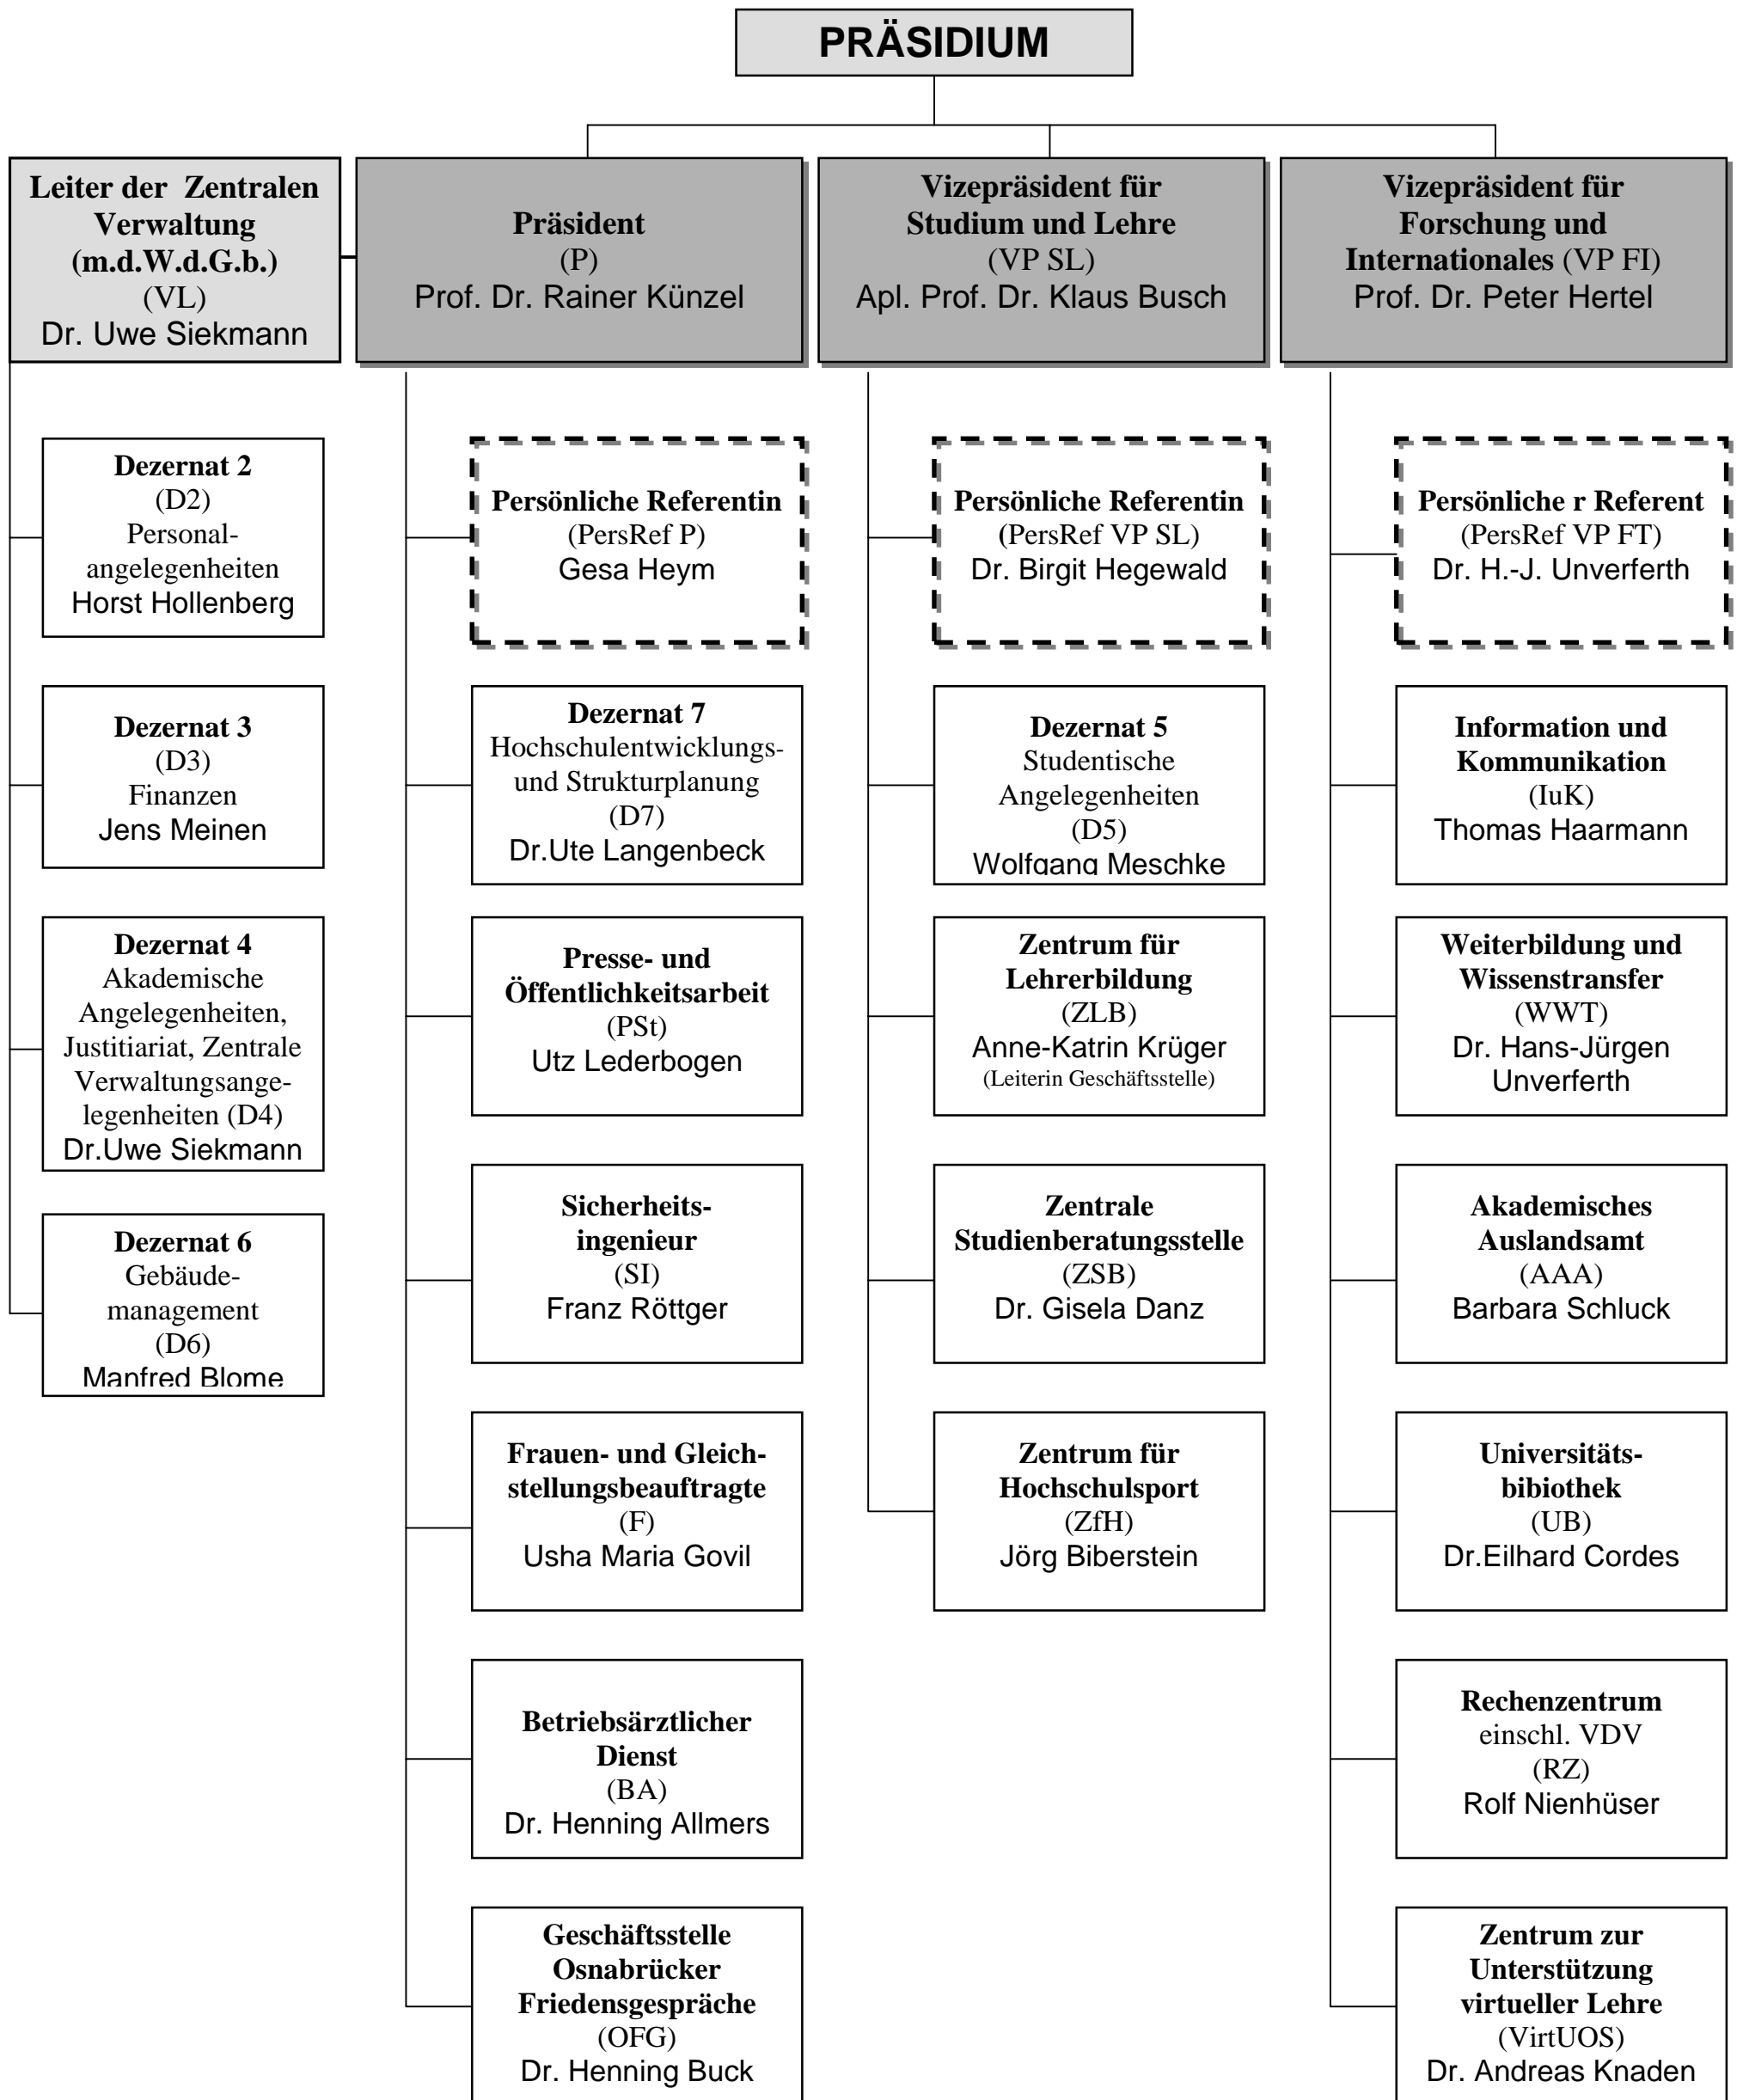 PRÄSIDIUM
Leiter der Zentralen
Verwaltung
(m.d.W.d.G.b.)
(VL)
Dr. Uwe Siekmann
Präsident
(P)
Prof. Dr. Rainer Künzel
Vizepräsident für
Studium und Lehre
(VP SL)
Apl. Prof. Dr. Klaus Busch
Vizepräsident für
Forschung und
Internationales (VP FI)
Prof. Dr. Peter Hertel
Dezernat 2
(D2)
Personal-
angelegenheiten
Horst Hollenberg
Dezernat 3
(D3)
Finanzen
Jens Meinen
Dezernat 4
Akademische
Angelegenheiten,
Justitiariat, Zentrale
Verwaltungsange-
legenheiten (D4)
Dr.Uwe Siekmann
Dezernat 6
Gebäude-
management
(D6)
Manfred Blome
Persönliche Referentin
(PersRef P)
Gesa Heym
Dezernat 7
Hochschulentwicklungs-
und Strukturplanung
(D7)
Dr.Ute Langenbeck
Presse- und
Öffentlichkeitsarbeit
(PSt)
Utz Lederbogen
Sicherheits-
ingenieur
(SI)
Franz Röttger
Frauen- und Gleich-
stellungsbeauftragte
(F)
Usha Maria Govil
Betriebsärztlicher
Dienst
(BA)
Dr. Henning Allmers
Geschäftsstelle
Osnabrücker
Friedensgespräche
(OFG)
Dr. Henning Buck
Persönliche Referentin
(PersRef VP SL)
Dr. Birgit Hegewald
Dezernat 5
Studentische
Angelegenheiten
(D5)
Wolfgang Meschke
Zentrum für
Lehrerbildung
(ZLB)
Anne-Katrin Krüger
(Leiterin Geschäftsstelle)
Zentrale
Studienberatungsstelle
(ZSB)
Dr. Gisela Danz
Zentrum für
Hochschulsport
(ZfH)
Jörg Biberstein
Persönliche r Referent
(PersRef VP FT)
Dr. H.-J. Unverferth
Information und
Kommunikation
(IuK)
Thomas Haarmann
Weiterbildung und
Wissenstransfer
(WWT)
Dr. Hans-Jürgen
Unverferth
Akademisches
Auslandsamt
(AAA)
Barbara Schluck
Universitäts-
bibiothek
(UB)
Dr.Eilhard Cordes
Rechenzentrum
einschl. VDV
(RZ)
Rolf Nienhüser
Zentrum zur
Unterstützung
virtueller Lehre
(VirtUOS)
Dr. Andreas Knaden